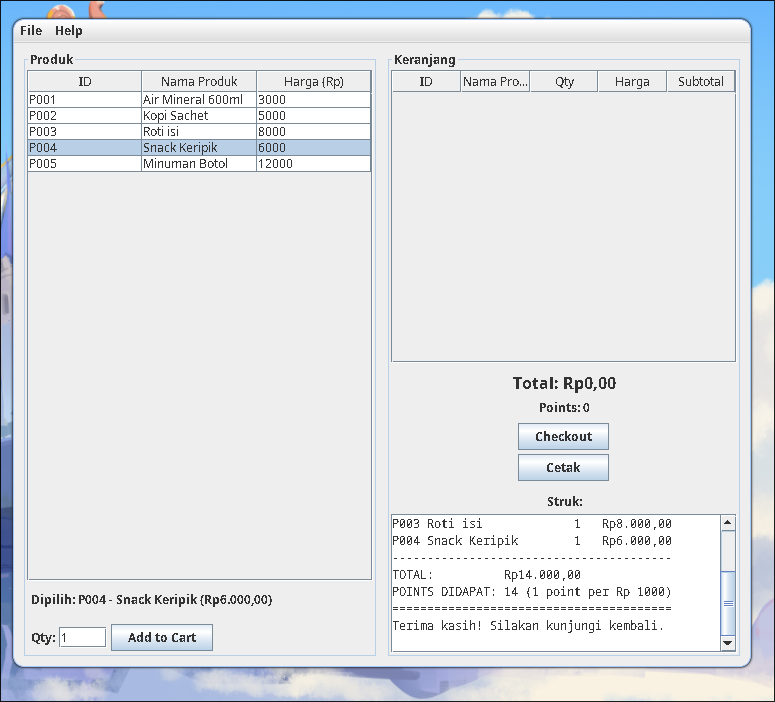 File Help
Produk
ID Nama Produk Harga (Rp)
P001 Air Mineral 600ml 3000
P002 Kopi Sachet 5000
P003 Roti isi 8000
P004 Snack Keripik 6000
P005 Minuman Botol 12000
Dipilih: P004 - Snack Keripik (Rp6.000,00)
Qty: 1 Add to Cart
Keranjang
ID Nama Pro... Qty Harga Subtotal
Total: Rp0,00
Points: 0
Checkout
Cetak
Struk:
P003 Roti isi 1 Rp8.000,00
P004 Snack Keripik 1 Rp6.000,00
----------------------------------------
TOTAL: Rp14.000,00
POINTS DIDAPAT: 14 (1 point per Rp 1000)
========================================
Terima kasih! Silakan kunjungi kembali.